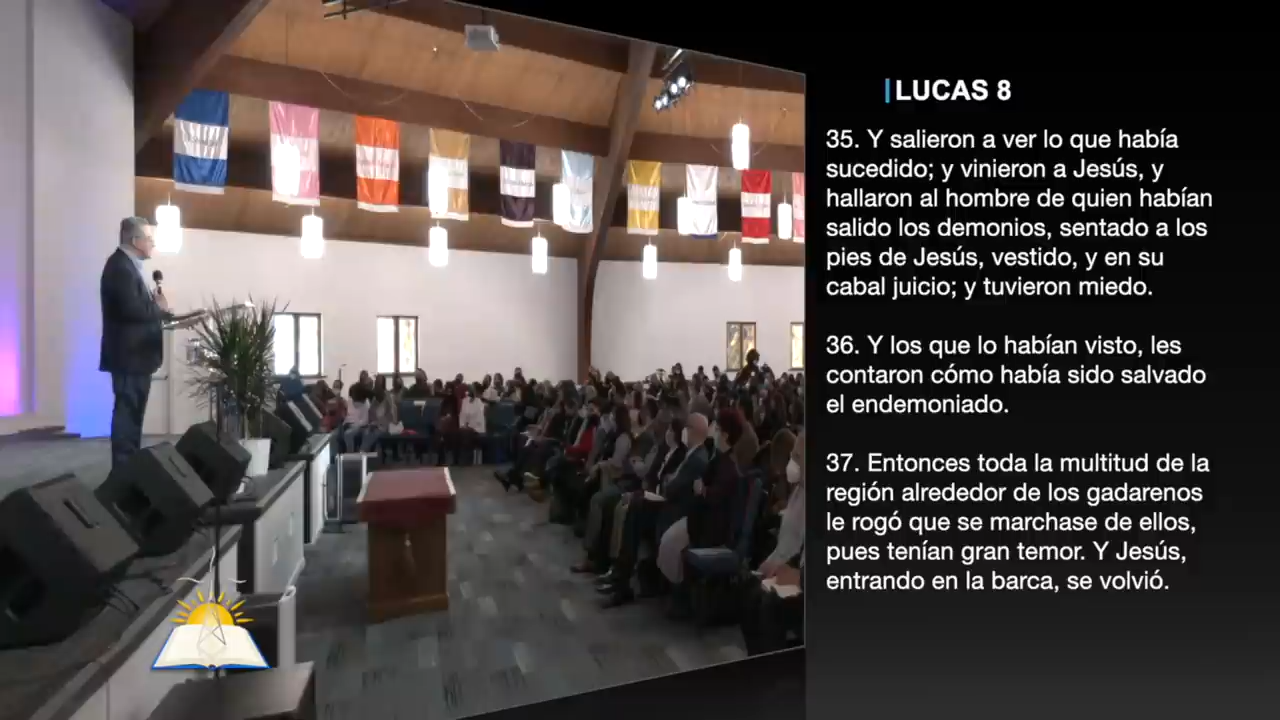 LUCAS 8
35. Y salieron a ver lo que había
sucedido; y vinieron a Jesús, y
hallaron al hombre de quien habían
salido los demonios, sentado a los
pies de Jesús, vestido, y en su
cabal juicio; y tuvieron miedo.
36. Y los que lo habían visto, les
contaron cómo había sido salvado
el endemoniado.
37. Entonces toda la multitud de la
región alrededor de los gadarenos
le rogó que se marchase de ellos,
pues tenían gran temor. Y Jesús,
entrando en la barca, se volvió.